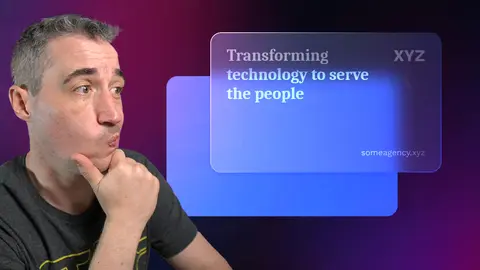 Transforming
technology to serve
the people
XYZ
someagency.xyz